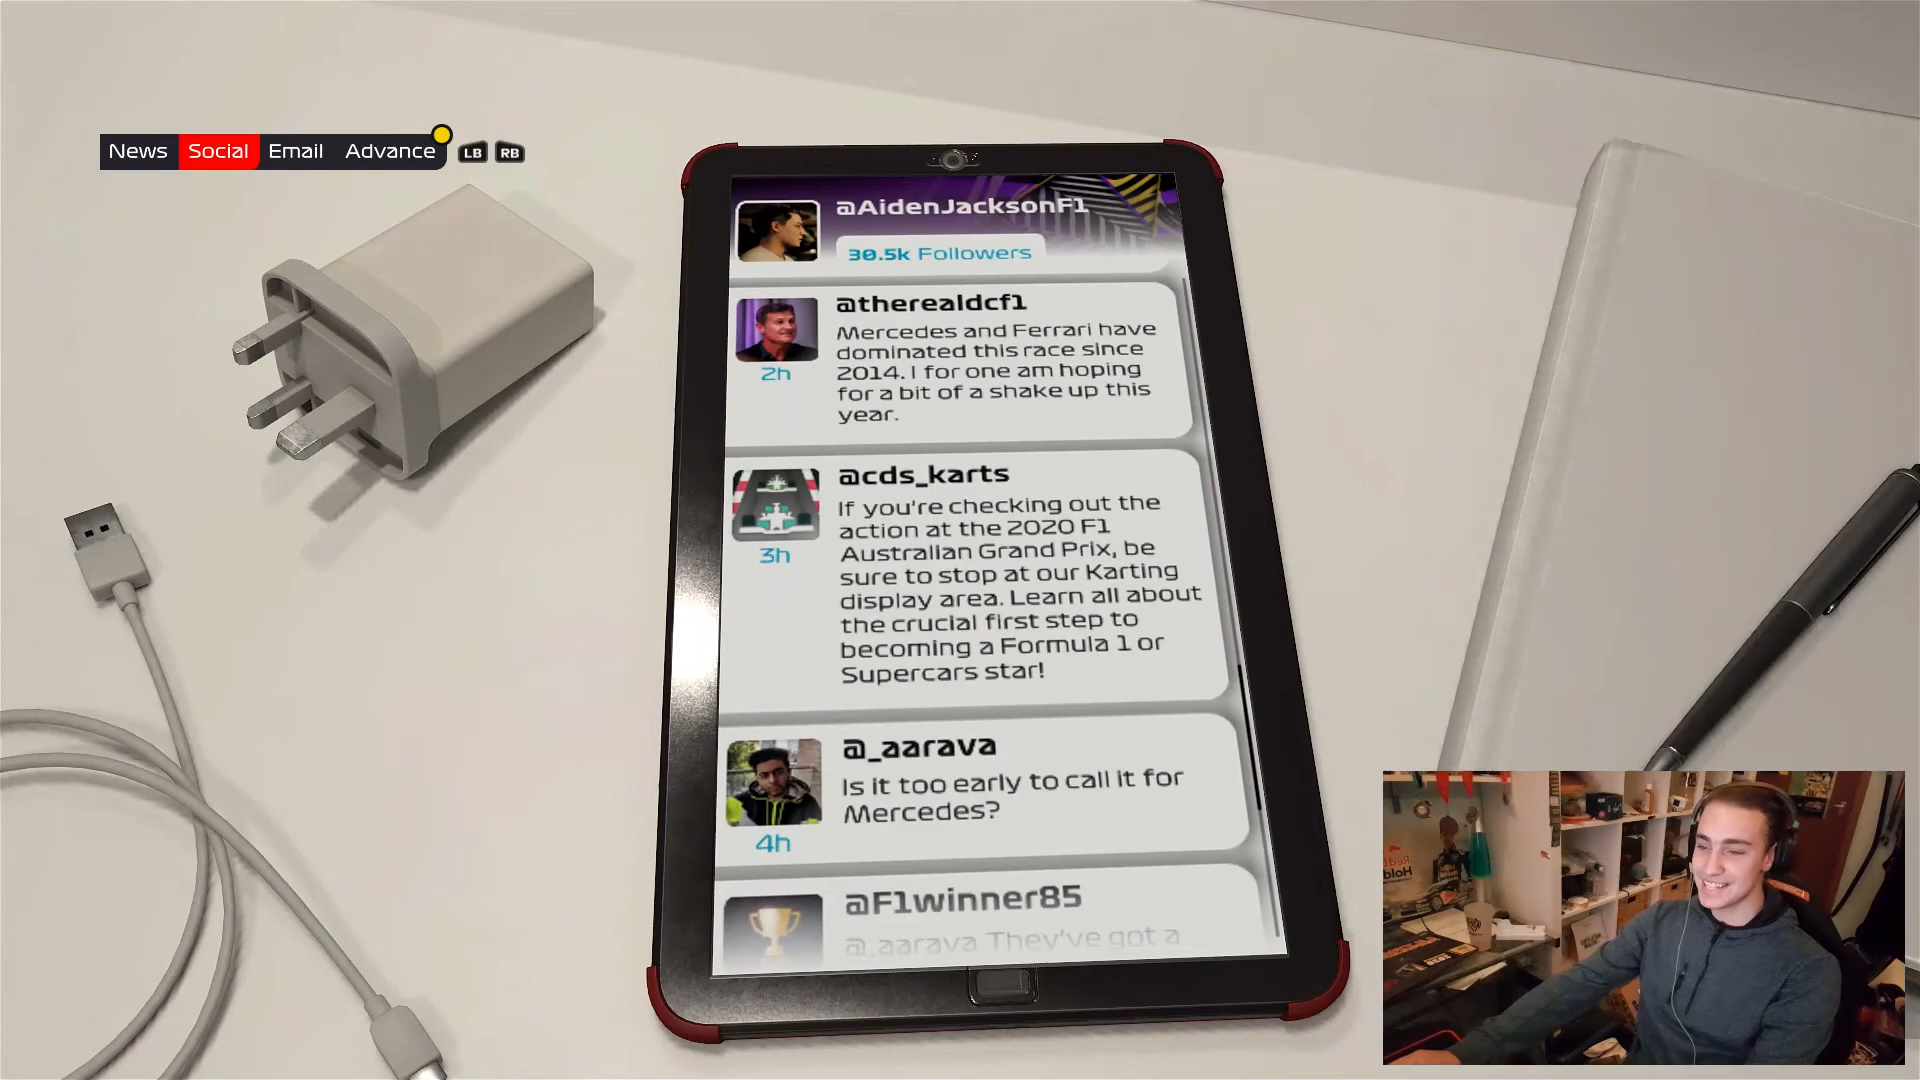 News Social Email Advance LB RB
@AidenJacksonF1
30.5k Followers
@therealdcf1
Mercedes and Ferrari have
dominated this race since
2014. I for one am hoping
for a bit of a shake up this
year.
2h
@cds_karts
If you're checking out the
action at the 2020 F1
Australian Grand Prix, be
sure to stop at our Karting
display area. Learn all about
the crucial first step to
becoming a Formula 1 or
Supercars star!
3h
@_aarava
Is it too early to call it for
Mercedes?
4h
@F1winner85
@_aarava They've got a